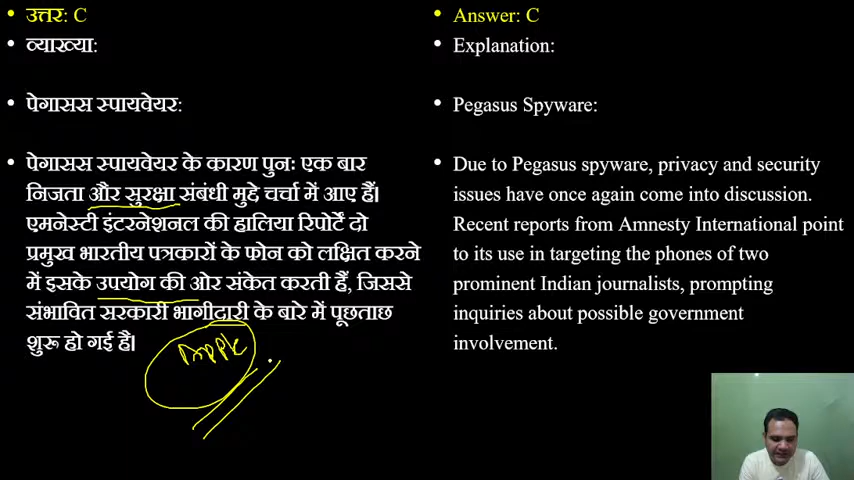 • उत्तर: C
• व्याख्या:
• पेगासस स्पायवेयर:
• पेगासस स्पायवेयर के कारण पुनः एक बार
निजता और सुरक्षा संबंधी मुद्दे चर्चा में आए हैं।
एमनेस्टी इंटरनेशनल की हालिया रिपोर्टें दो
प्रमुख भारतीय पत्रकारों के फोन को लक्षित करने
में इसके उपयोग की ओर संकेत करती हैं, जिससे
संभावित सरकारी भागीदारी के बारे में पूछताछ
शुरू हो गई है।
Apple
• Answer: C
• Explanation:
• Pegasus Spyware:
• Due to Pegasus spyware, privacy and security
issues have once again come into discussion.
Recent reports from Amnesty International point
to its use in targeting the phones of two
prominent Indian journalists, prompting
inquiries about possible government
involvement.